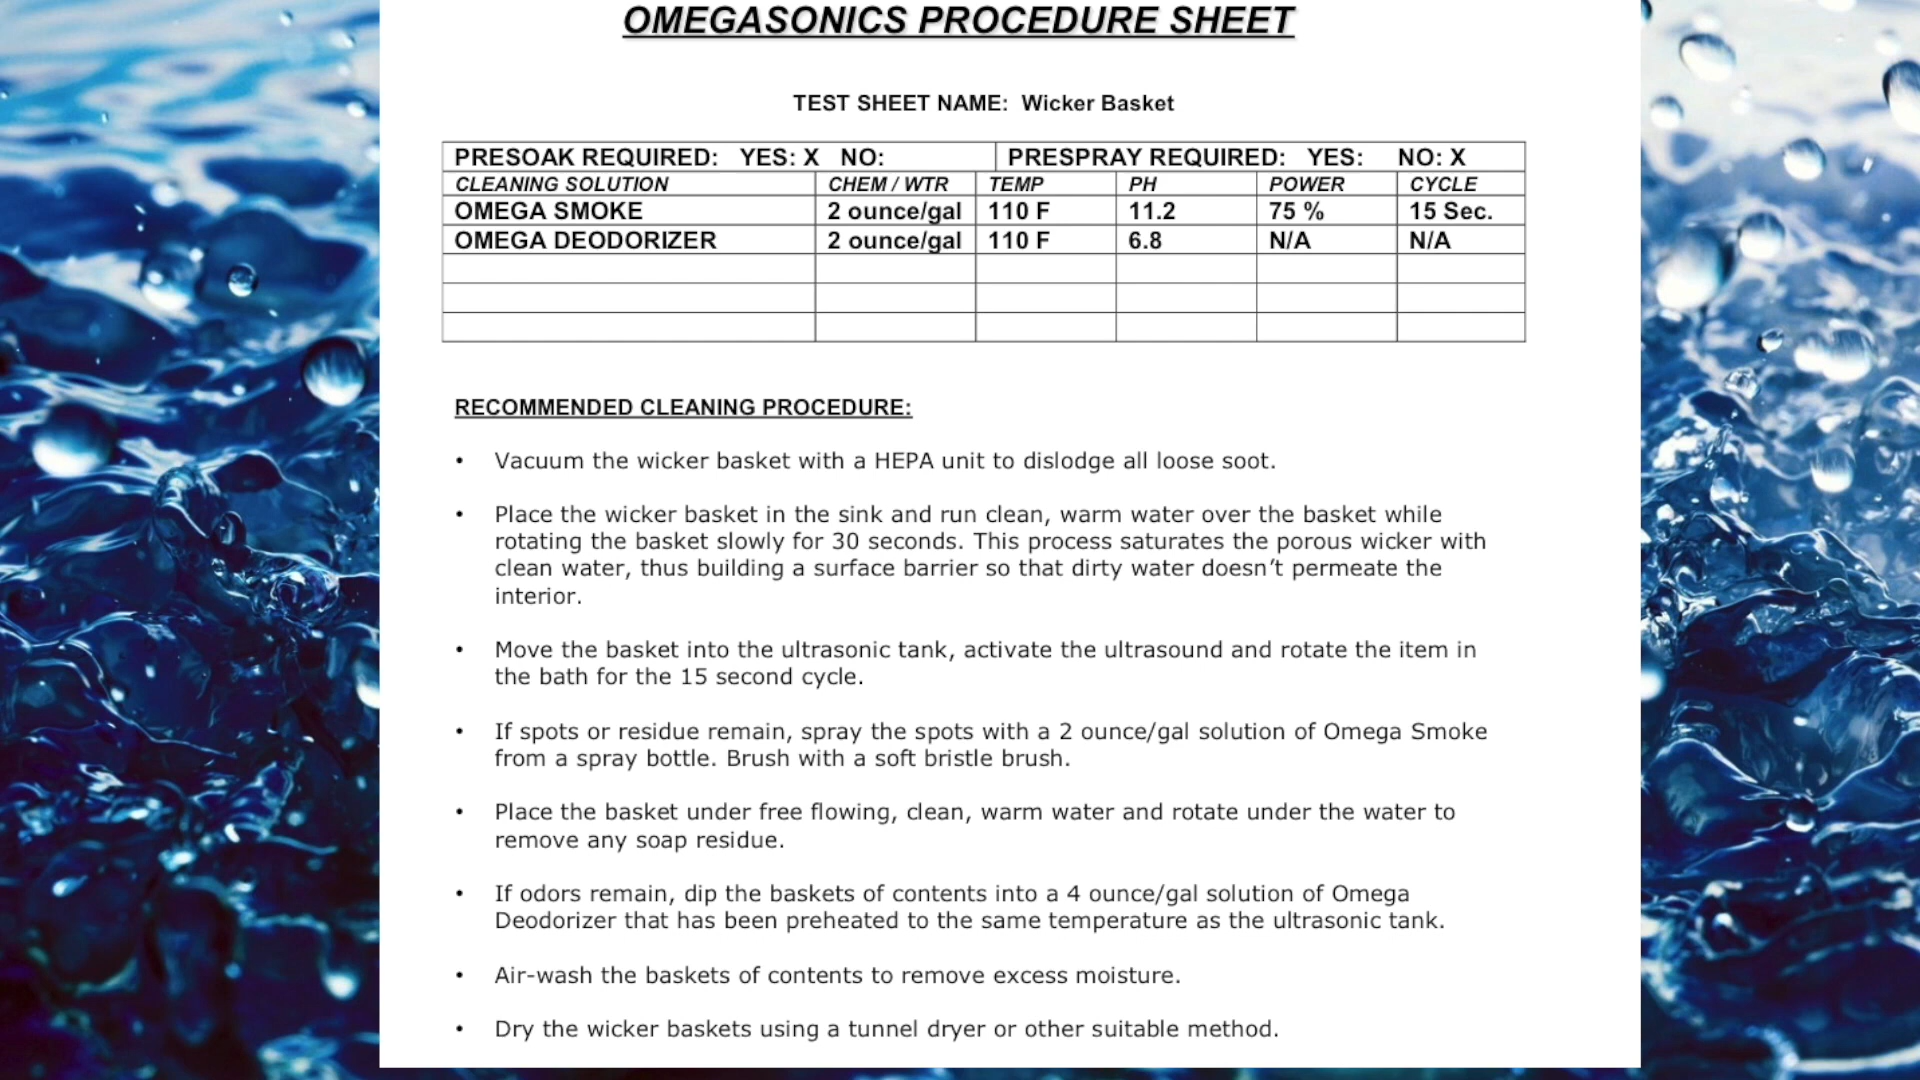 OMEGASONICS PROCEDURE SHEET
TEST SHEET NAME: Wicker Basket
PRESOAK REQUIRED: YES: X NO: PRESPRAY REQUIRED: YES: NO: X
CLEANING SOLUTION CHEM / WTR TEMP PH POWER CYCLE
OMEGA SMOKE 2 ounce/gal 110 F 11.2 75 % 15 Sec.
OMEGA DEODORIZER 2 ounce/gal 110 F 6.8 N/A N/A
RECOMMENDED CLEANING PROCEDURE:
• Vacuum the wicker basket with a HEPA unit to dislodge all loose soot.
• Place the wicker basket in the sink and run clean, warm water over the basket while
rotating the basket slowly for 30 seconds. This process saturates the porous wicker with
clean water, thus building a surface barrier so that dirty water doesn’t permeate the
interior.
• Move the basket into the ultrasonic tank, activate the ultrasound and rotate the item in
the bath for the 15 second cycle.
• If spots or residue remain, spray the spots with a 2 ounce/gal solution of Omega Smoke
from a spray bottle. Brush with a soft bristle brush.
• Place the basket under free flowing, clean, warm water and rotate under the water to
remove any soap residue.
• If odors remain, dip the baskets of contents into a 4 ounce/gal solution of Omega
Deodorizer that has been preheated to the same temperature as the ultrasonic tank.
• Air-wash the baskets of contents to remove excess moisture.
• Dry the wicker baskets using a tunnel dryer or other suitable method.